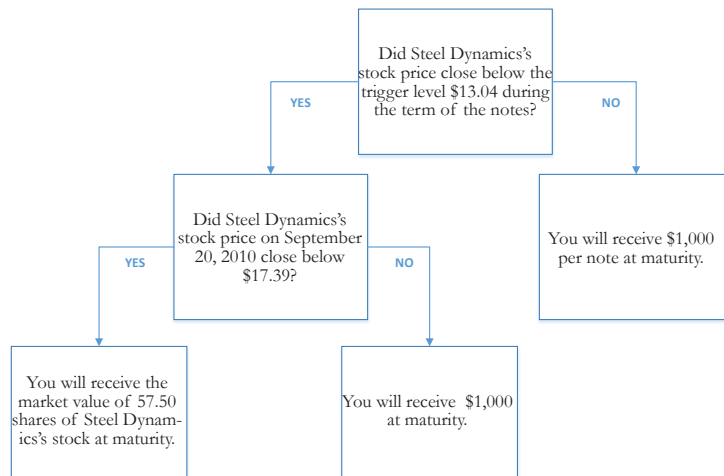 Did Steel Dynamics's
stock price close below the
trigger level $13.04 during
the term of the notes?
YES
NO
Did Steel Dynamics's
stock price on September
20, 2010 close below
$17.39?
You will receive $1,000
per note at maturity.
YES
NO
You will receive the
market value of 57.50
shares of Steel Dynam-
ics's stock at maturity.
You will receive $1,000
at maturity.